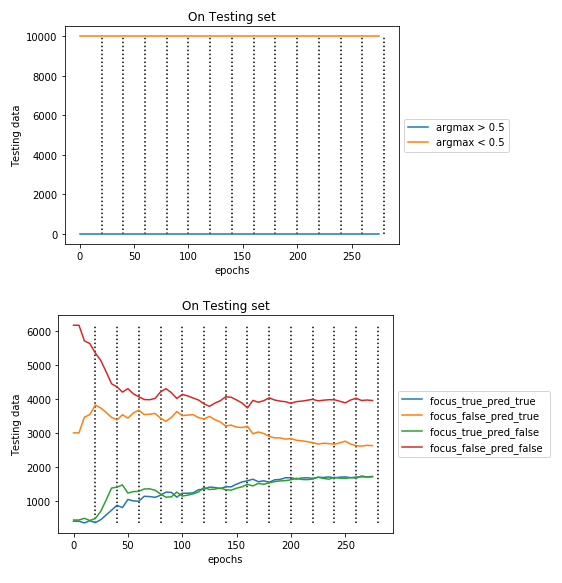 On Testing set
10000
8000
6000
4000
2000
0
Testing data
0 50 100 150 200 250
epochs
argmax > 0.5
argmax < 0.5
On Testing set
6000
5000
4000
3000
2000
1000
Testing data
0 50 100 150 200 250
epochs
focus_true_pred_true
focus_false_pred_true
focus_true_pred_false
focus_false_pred_false